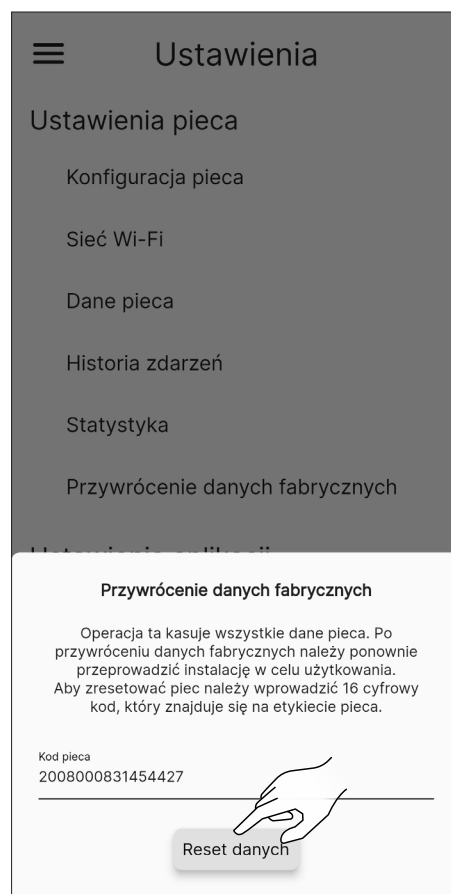 Ustawienia
Ustawienia pieca
Konfiguracja pieca
Sieć Wi-Fi
Dane pieca
Historia zdarzeń
Statystyka
Przywrócenie danych fabrycznych
Ustawienia aplikacji
Przywrócenie danych fabrycznych
Operacja ta kasuje wszystkie dane pieca. Po
przywróceniu danych fabrycznych należy ponownie
przeprowadzić instalację w celu użytkowania.
Aby zresetować piec należy wprowadzić 16 cyfrowy
kod, który znajduje się na etykiecie pieca.
Kod pieca
2008000831454427
Reset danych